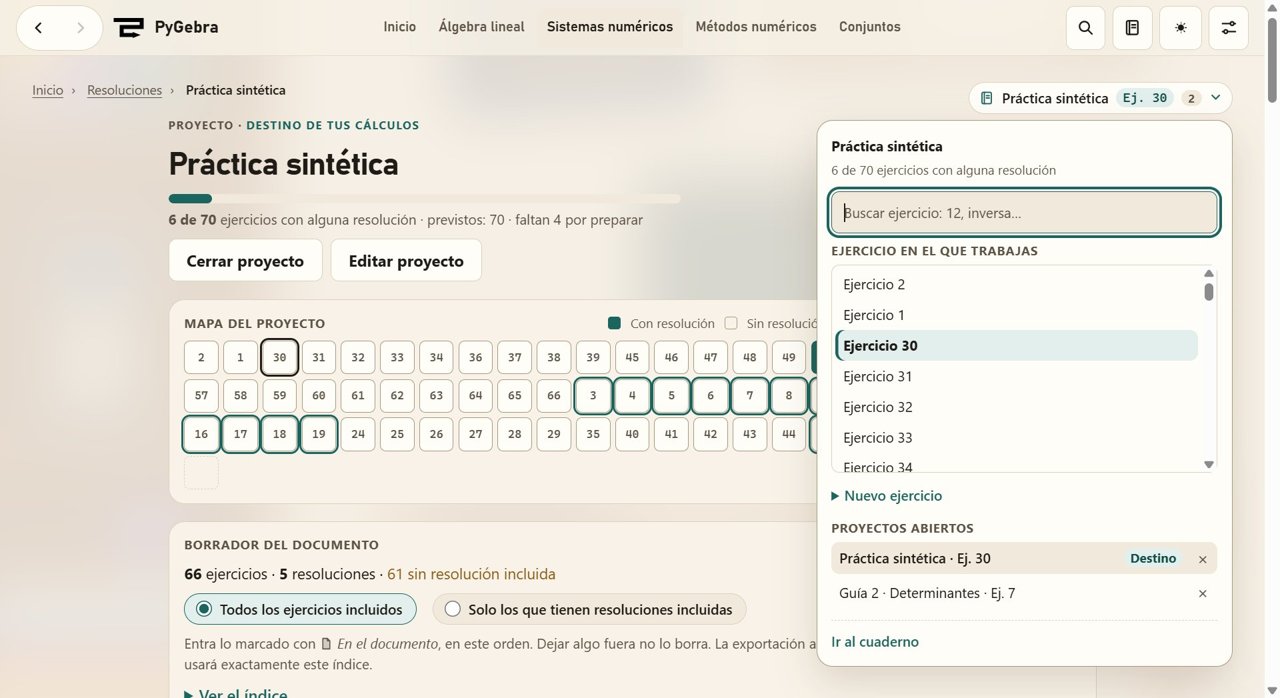 PyGebra
Inicio Álgebra lineal Sistemas numéricos Métodos numéricos Conjuntos
Inicio › Resoluciones › Práctica sintética
Práctica sintética Ej. 30 2
PROYECTO · DESTINO DE TUS CÁLCULOS
Práctica sintética
6 de 70 ejercicios con alguna resolución · previstos: 70 · faltan 4 por preparar
Cerrar proyecto Editar proyecto
MAPA DEL PROYECTO
Con resolución Sin resolució
2 1 30 31 32 33 34 36 37 38 39 45 46 47 48 49
57 58 59 60 61 62 63 64 65 66 3 4 5 6 7 8
16 17 18 19 24 25 26 27 28 29 35 40 41 42 43 44
BORRADOR DEL DOCUMENTO
66 ejercicios · 5 resoluciones · 61 sin resolución incluida
Todos los ejercicios incluidos Solo los que tienen resoluciones incluidas
Entra lo marcado con En el documento, en este orden. Dejar algo fuera no lo borra. La exportación a
usará exactamente este índice.
Ver el índice
Práctica sintética
6 de 70 ejercicios con alguna resolución
Buscar ejercicio: 12, inversa...
EJERCICIO EN EL QUE TRABAJAS
Ejercicio 2
Ejercicio 1
Ejercicio 30
Ejercicio 31
Ejercicio 32
Ejercicio 33
Ejercicio 34
Nuevo ejercicio
PROYECTOS ABIERTOS
Práctica sintética · Ej. 30 Destino ×
Guía 2 · Determinantes · Ej. 7 ×
Ir al cuaderno